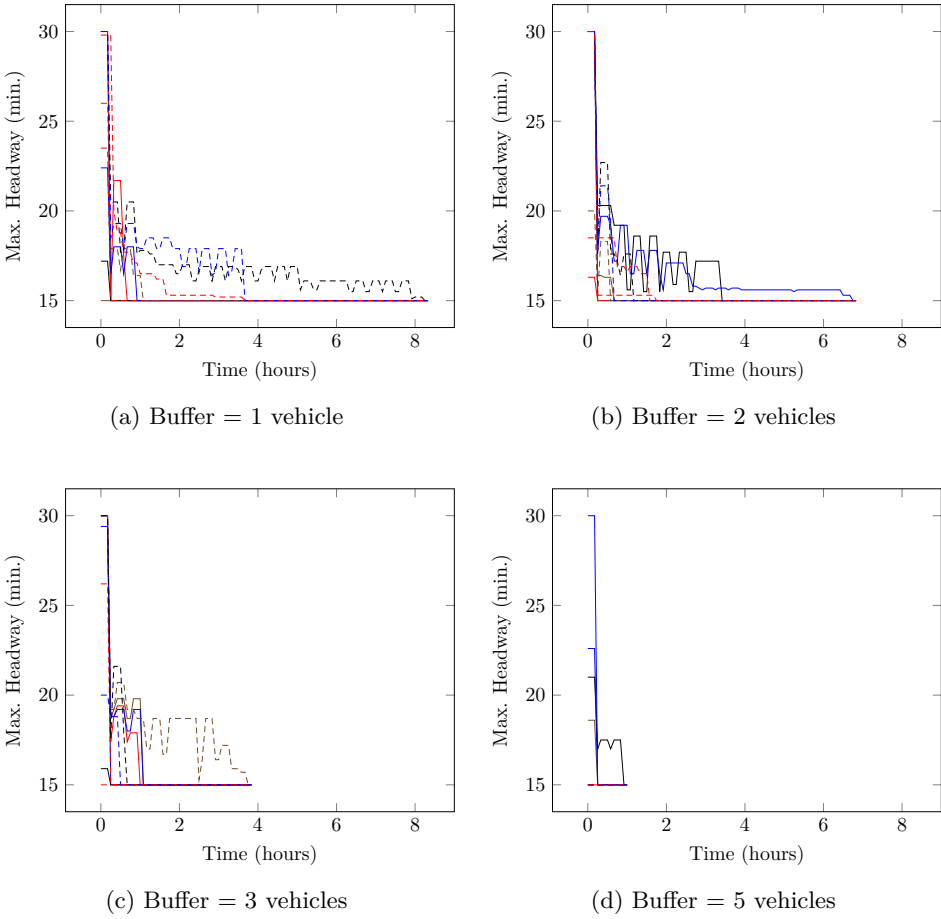 30
25
20
15
Max. Headway (min.)
0 2 4 6 8
Time (hours)
(a) Buffer = 1 vehicle
30
25
20
15
Max. Headway (min.)
0 2 4 6 8
Time (hours)
(b) Buffer = 2 vehicles
30
25
20
15
Max. Headway (min.)
0 2 4 6 8
Time (hours)
(c) Buffer = 3 vehicles
30
25
20
15
Max. Headway (min.)
0 2 4 6 8
Time (hours)
(d) Buffer = 5 vehicles